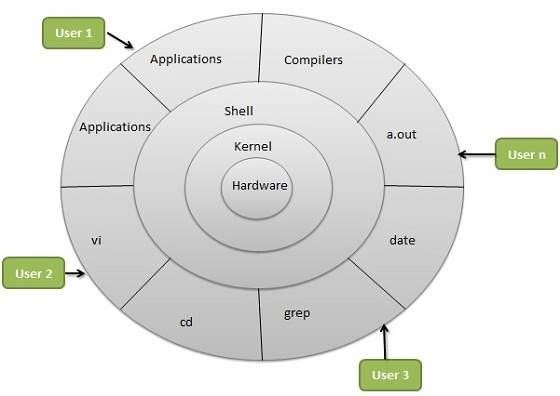 User 1
Applications
Compilers
Shell
Applications
a.out
Kernel
User n
Hardware
vi
date
User 2
cd
grep
User 3